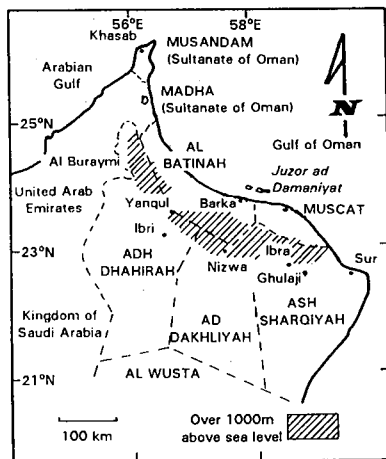 56°E
58°E
Khasab
MUSANDAM
(Sultanate of Oman)
Arabian
Gulf
MADHA
(Sultanate of Oman)
N
25°N
AL
BATINAH
Gulf of Oman
Al Buraymi
Juzor ad
Damaniyat
United Arab
Emirates
Yanqul
Barka
MUSCAT
Ibri
23°N
Ibra
Sur
ADH
DHAHIRAH
Nizwa
Ghulaji
Kingdom of
Saudi Arabia
AD
DAKHLIYAH
ASH
SHARQIYAH
21°N
AL WUSTA
100 km
Over 1000m
above sea level